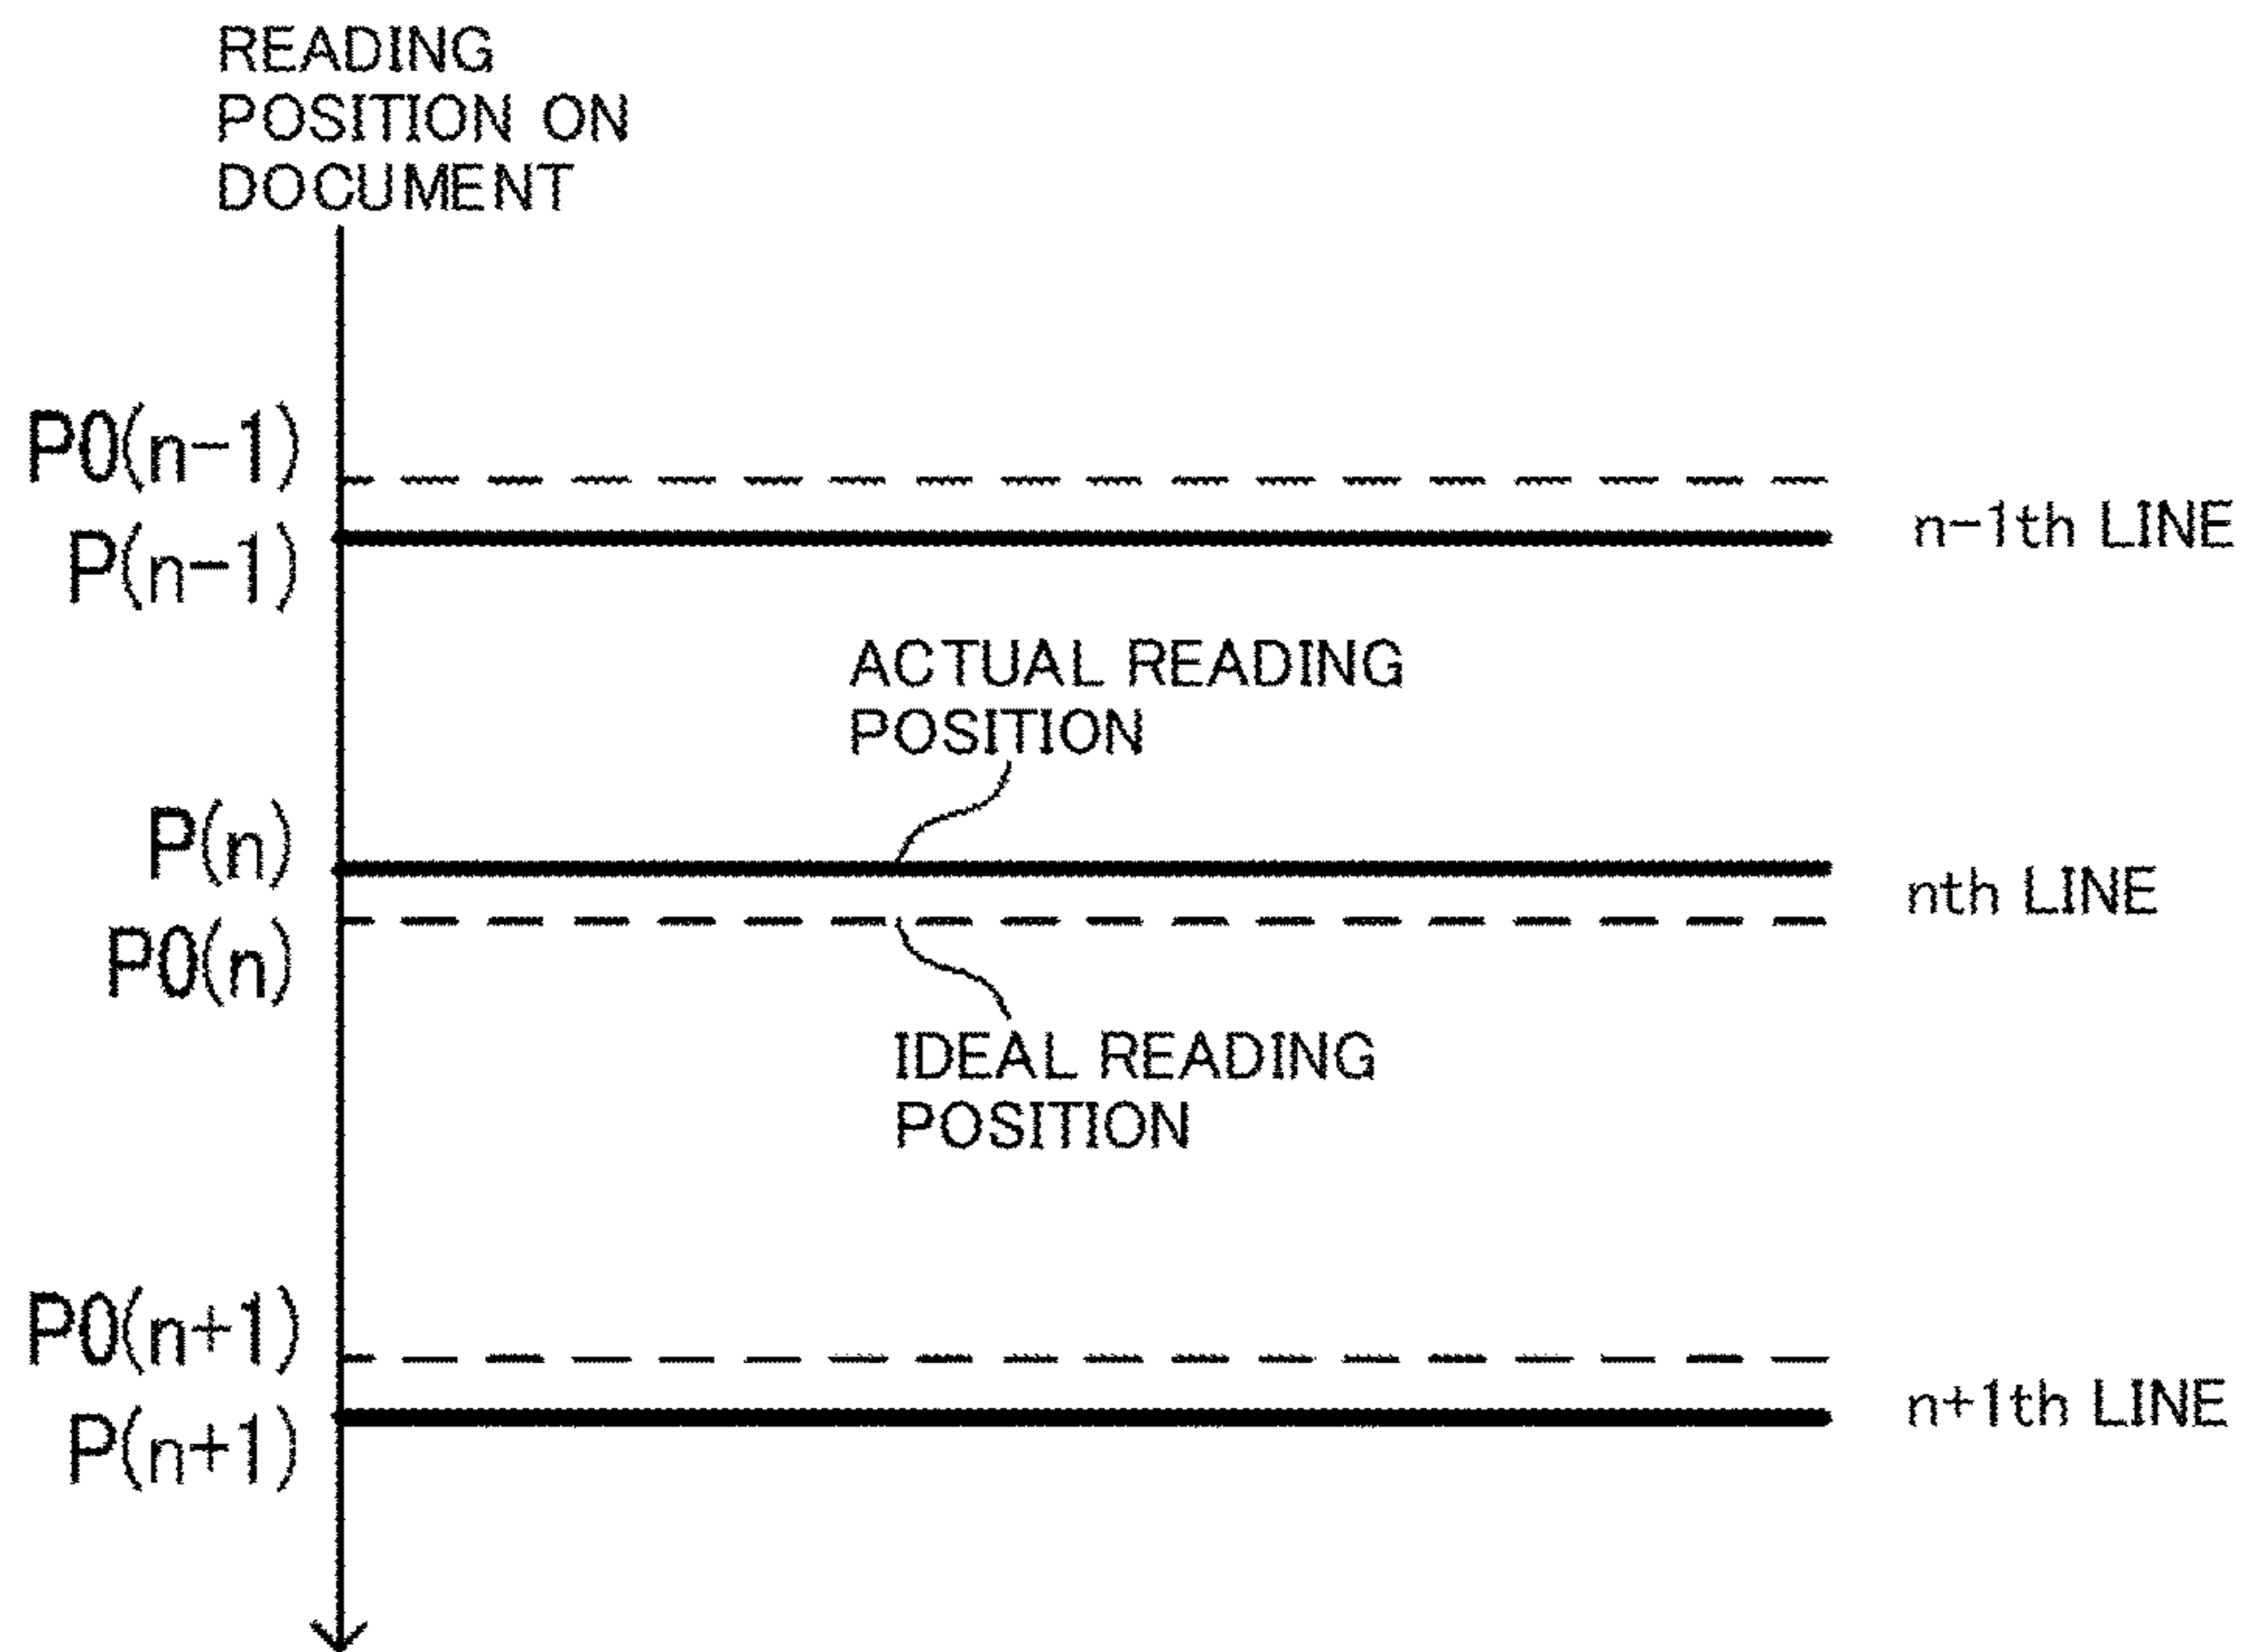 READING
POSITION ON
DOCUMENT
P0(n-1)
n-1th LINE
P(n-1)
ACTUAL READING
POSITION
P(n)
nth LINE
P0(n)
IDEAL READING
POSITION
P0(n+1)
n+1th LINE
P(n+1)